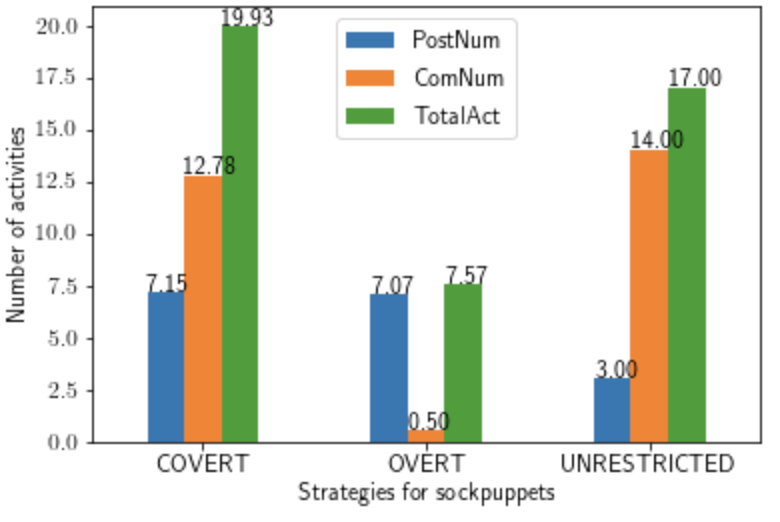 Number of activities
20.0
17.5
15.0
12.5
10.0
7.5
5.0
2.5
0.0
PostNum
ComNum
TotalAct
7.15
12.78
19.93
7.07
0.50
7.57
3.00
14.00
17.00
COVERT
OVERT
UNRESTRICTED
Strategies for sockpuppets